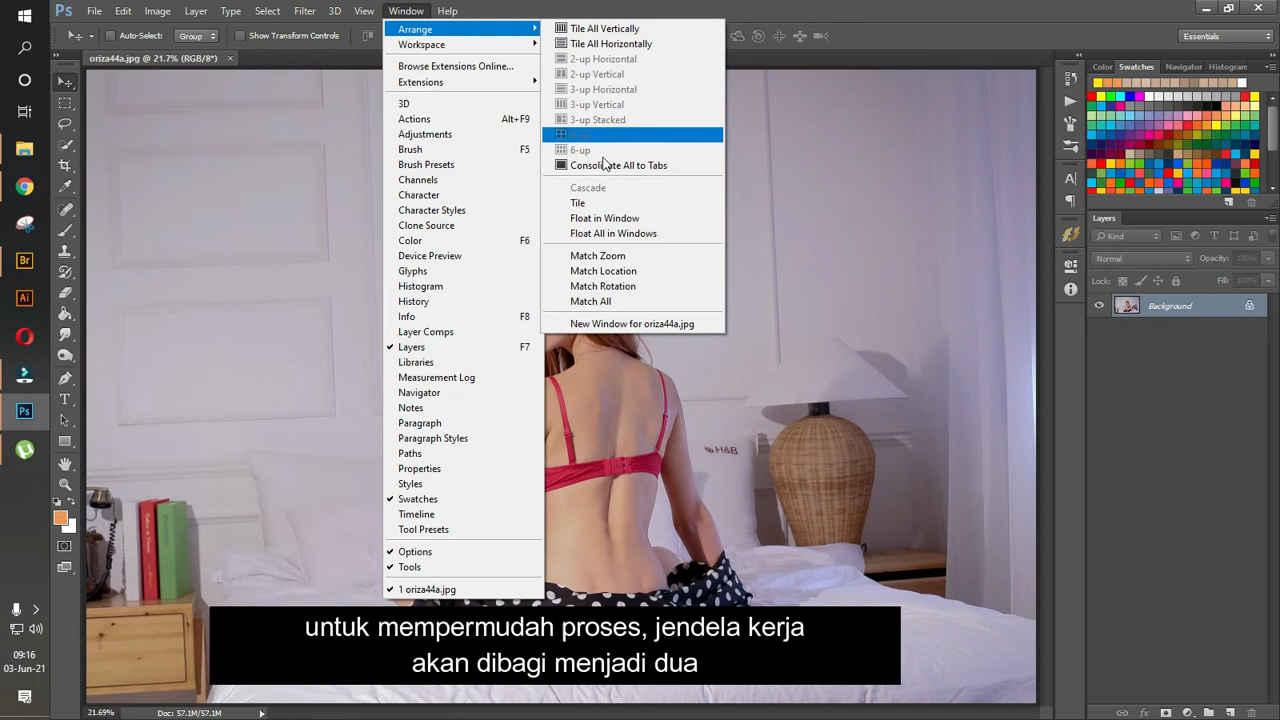 Ps File Edit Image Layer Type Select Filter 3D View Window Help
Auto-Select: Group Show Transform Controls Essentials
oriza44a.jpg @ 21.7% (RGB/8*)
Arrange
Workspace
Browse Extensions Online...
Extensions
3D
Actions Alt+F9
Adjustments
Brush F5
Brush Presets
Channels
Character
Character Styles
Clone Source
Color F6
Device Preview
Glyphs
Histogram
History
Info F8
Layer Comps
Layers F7
Libraries
Measurement Log
Navigator
Notes
Paragraph
Paragraph Styles
Paths
Properties
Styles
Swatches
Timeline
Tool Presets
Options
Tools
1 oriza44a.jpg
Tile All Vertically
Tile All Horizontally
2-up Horizontal
2-up Vertical
3-up Horizontal
3-up Vertical
3-up Stacked
6-up
Consolidate All to Tabs
Cascade
Tile
Float in Window
Float All in Windows
Match Zoom
Match Location
Match Rotation
Match All
New Window for oriza44a.jpg
Color Swatches Navigator Histogram
Layers
Kind
Normal Opacity:
Lock: Fill:
Background
Br
Ai
Ps
H&B
untuk mempermudah proses, jendela kerja
akan dibagi menjadi dua
09:16
03-Jun-21
21.69% Doc: 57.1M/57.1M